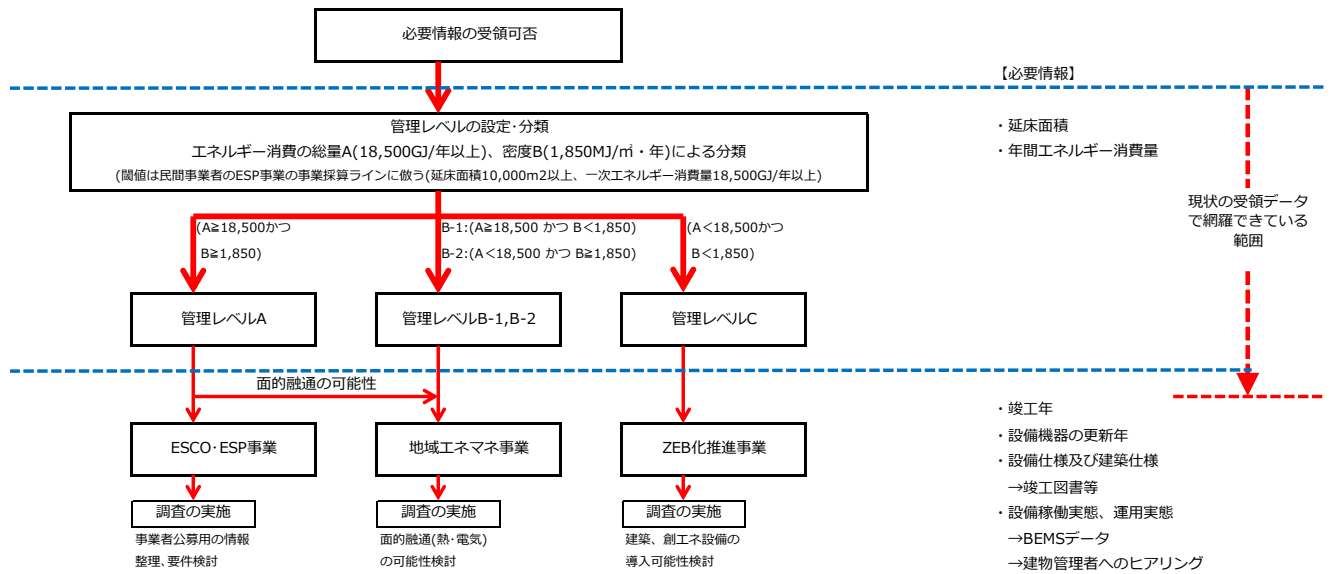 必要情報の受領可否
【必要情報】
管理レベルの設定・分類
エネルギー消費の総量A(18,500GJ/年以上)、密度B(1,850MJ/㎡・年)による分類
(閾値は民間事業者のESP事業の事業採算ラインに倣う(延床面積10,000m2以上、一次エネルギー消費量18,500GJ/年以上)
・延床面積
・年間エネルギー消費量
現状の受領データ
で網羅できている
範囲
(A≧18,500かつ
B≧1,850)
B-1:(A≧18,500 かつ B<1,850)
B-2:(A<18,500 かつ B≧1,850)
(A<18,500かつ
B<1,850)
管理レベルA
管理レベルB-1,B-2
管理レベルC
面的融通の可能性
ESCO・ESP事業
地域エネマネ事業
ZEB化推進事業
調査の実施
調査の実施
調査の実施
事業者公募用の情報
整理、要件検討
面的融通(熱・電気)
の可能性検討
建築、創エネ設備の
導入可能性検討
・竣工年
・設備機器の更新年
・設備仕様及び建築仕様
→竣工図書等
・設備稼働実態、運用実態
→BEMSデータ
→建物管理者へのヒアリング